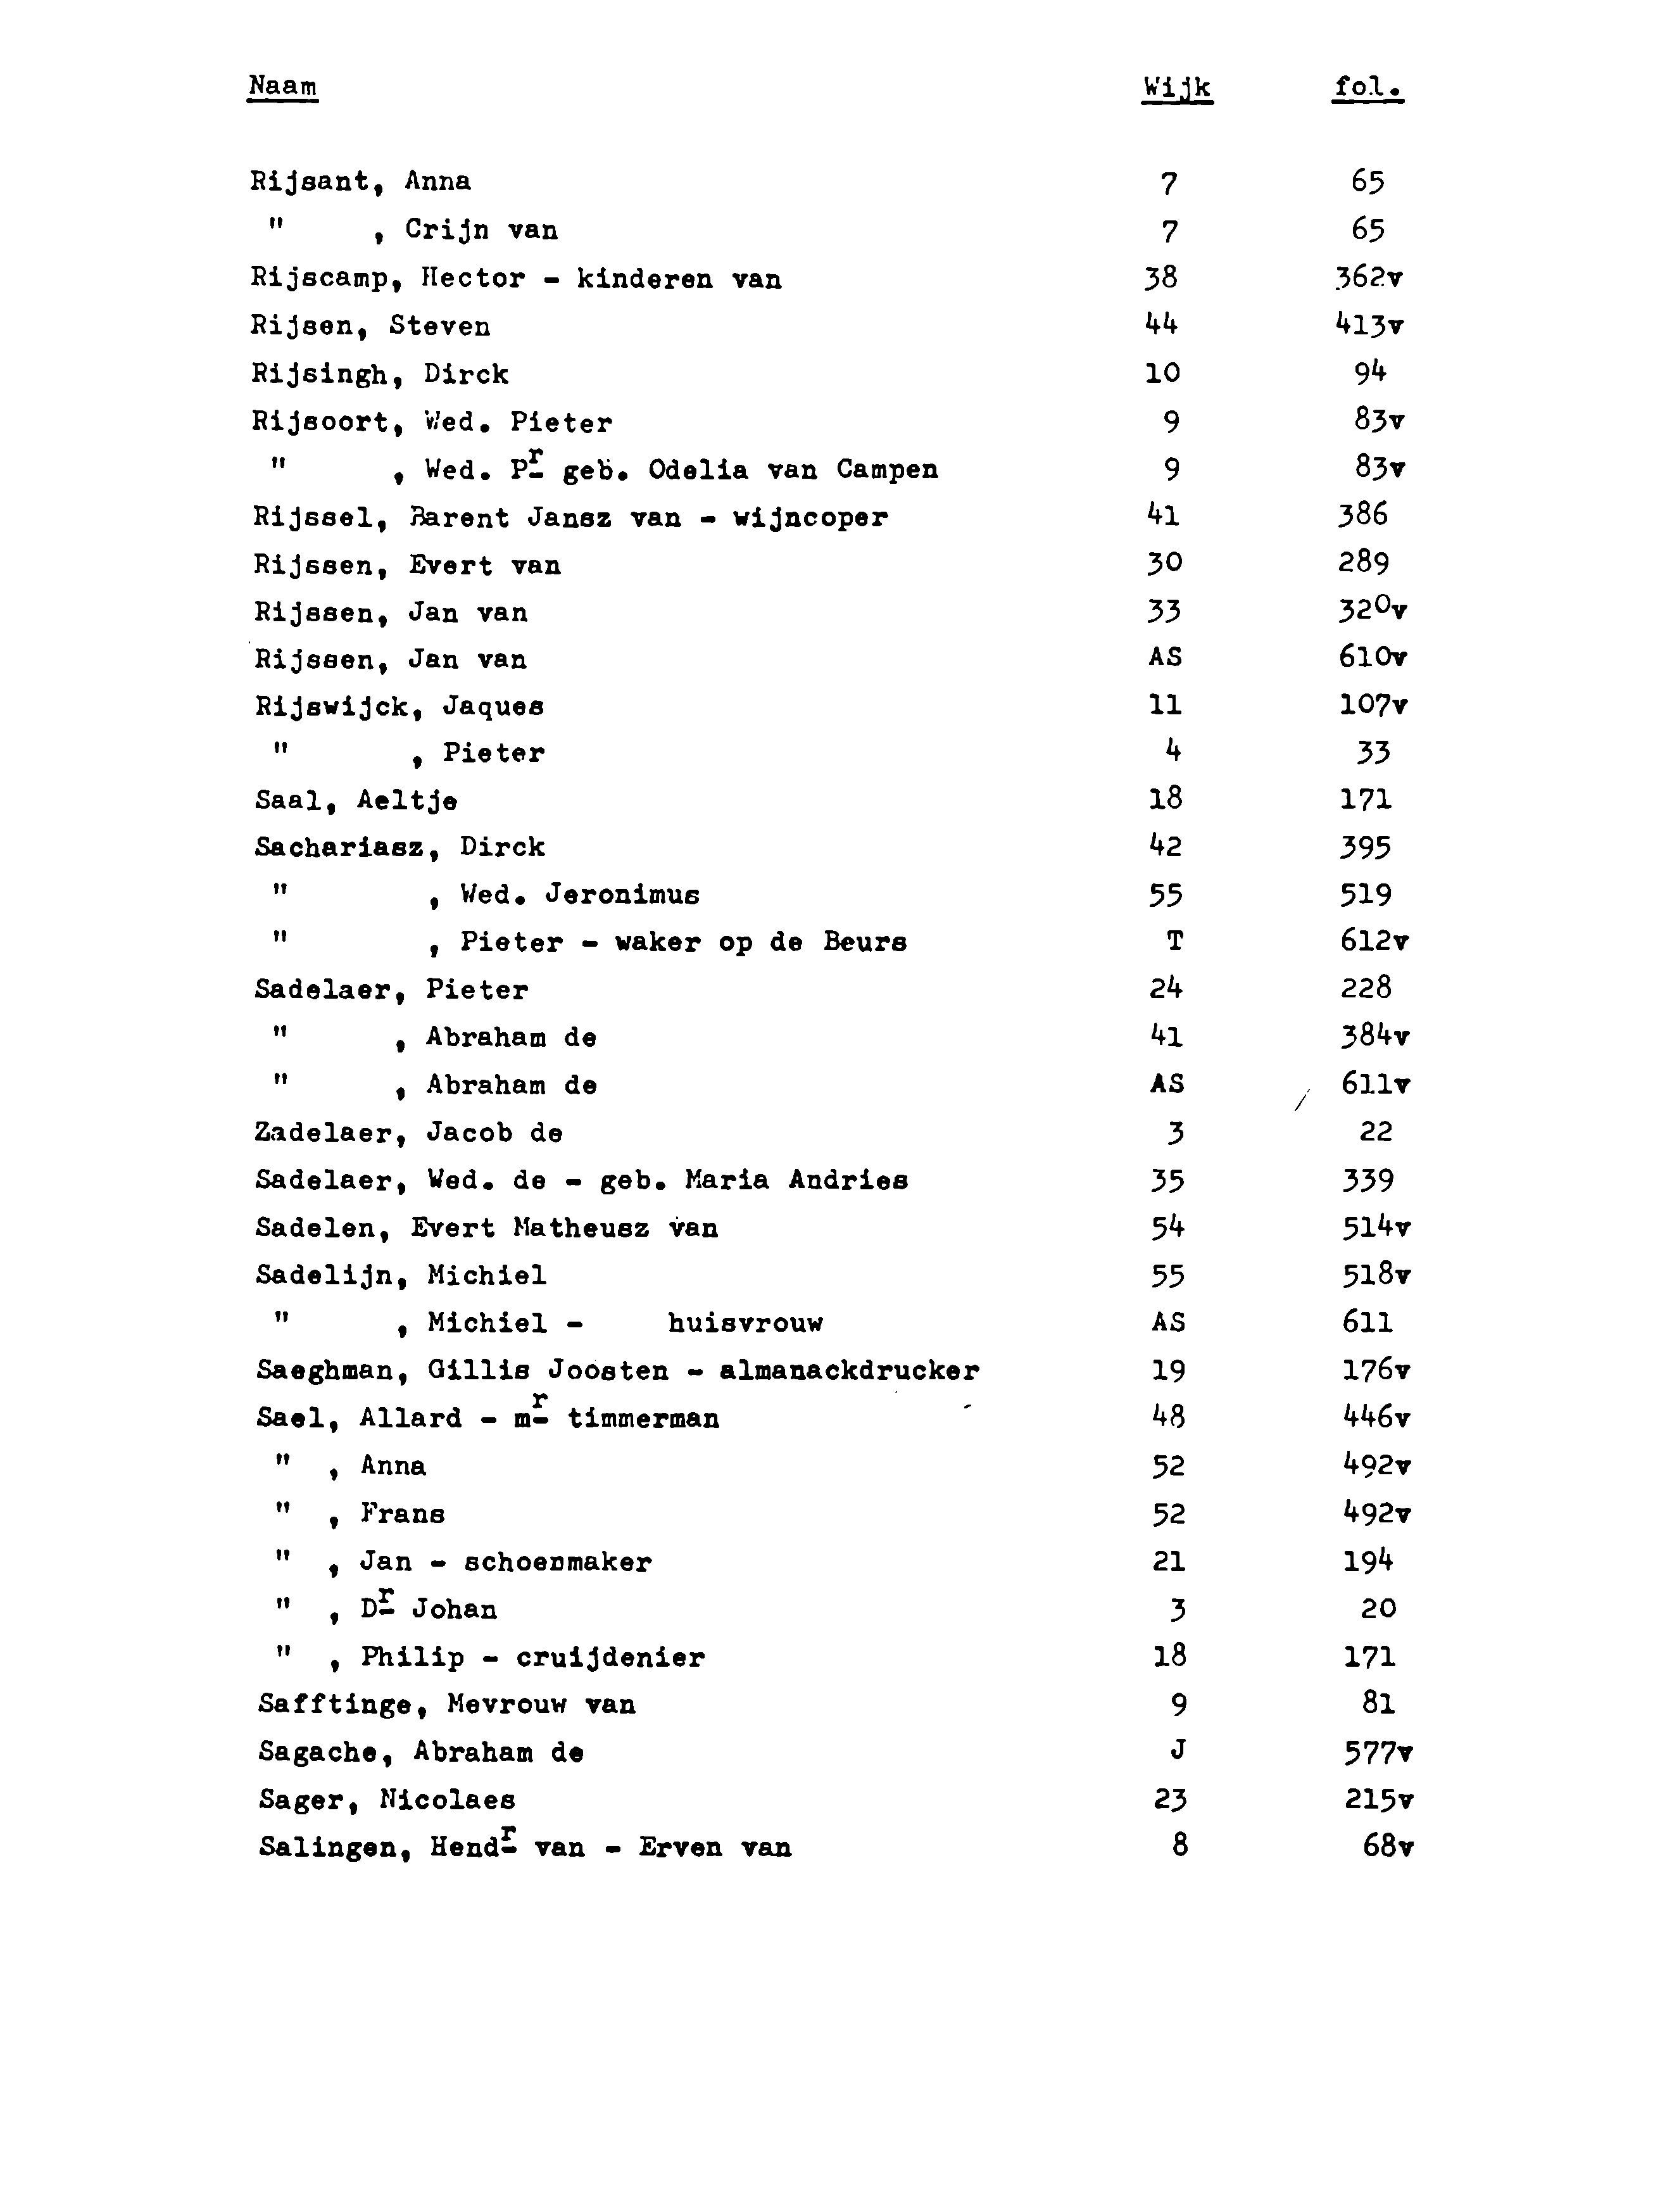 Naam Wijk fol.
Rijsant, Anna 7 65
" , Crijn van 7 65
Rijscamp, Hector - kinderen van 38 362v
Rijsen, Steven 44 413v
Rijsingh, Dirck 10 94
Rijsoort, Wed. Pieter 9 83v
" , Wed. Pr geb. Odelia van Campen 9 83v
Rijssel, Barent Jansz van - wijncoper 41 386
Rijssen, Evert van 30 289
Rijssen, Jan van 33 320v
Rijssen, Jan van AS 610v
Rijswijck, Jaques 11 107v
" , Pieter 4 33
Saal, Aeltje 18 171
Sachariasz, Dirck 42 395
" , Wed. Jeronimus 55 519
" , Pieter - waker op de Beurs T 612v
Sadelaer, Pieter 24 228
" , Abraham de 41 384v
" , Abraham de AS 611v
Zadelaer, Jacob de 3 22
Sadelaer, Wed. de - geb. Maria Andries 35 339
Sadelen, Evert Matheusz van 54 514v
Sadelijn, Michiel 55 518v
" , Michiel - huisvrouw AS 611
Saeghman, Gillis Joosten - almanackdrucker 19 176v
Sael, Allard - mr timmerman 48 446v
" , Anna 52 492v
" , Frans 52 492v
" , Jan - schoenmaker 21 194
" , Dr Johan 3 20
" , Philip - cruijdenier 18 171
Safftinge, Mevrouw van 9 81
Sagache, Abraham de J 577v
Sager, Nicolaes 23 215v
Salingen, Hendr van - Erven van 8 68v